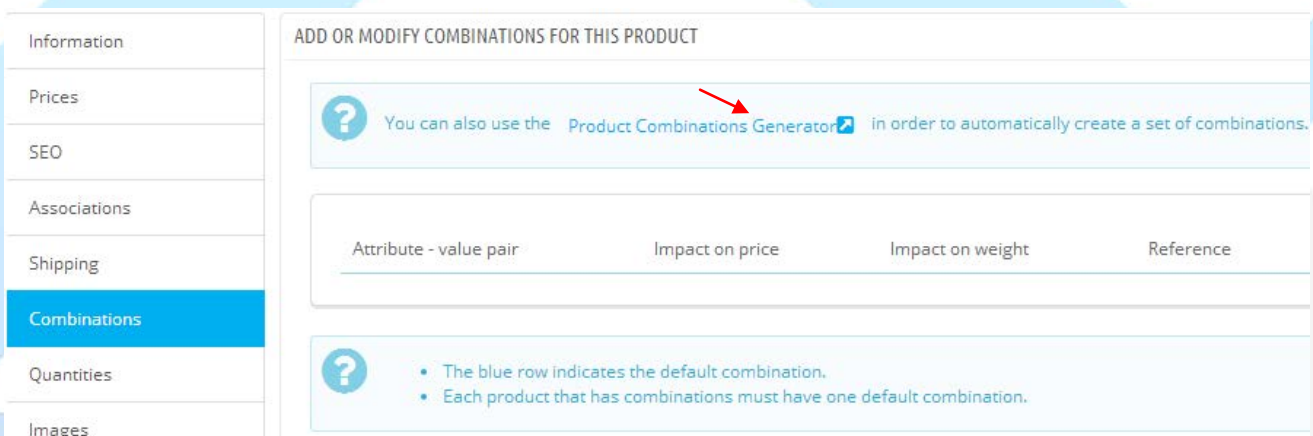 Information
Prices
SEO
Associations
Shipping
Combinations
Quantities
Images
ADD OR MODIFY COMBINATIONS FOR THIS PRODUCT
You can also use the Product Combinations Generator in order to automatically create a set of combinations.
Attribute - value pair Impact on price Impact on weight Reference
The blue row indicates the default combination.
Each product that has combinations must have one default combination.